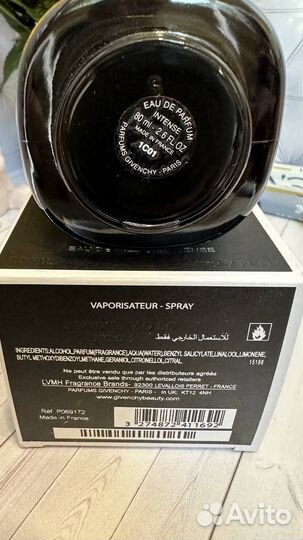 EAU DE PARFUM
INTENSE
80 ml - 2.6 FL.OZ
MADE IN FRANCE
1C01
PARFUMS GIVENCHY - PARIS
VAPORISATEUR - SPRAY
للاستعمال الخارجي فقط
INGREDIENTS:ALCOHOL,PARFUM(FRAGRANCE),AQUA(WATER),BENZYL SALICYLATE,LINALOOL,LIMONENE,
BUTYL METHOXYDIBENZOYLMETHANE,GERANIOL,CITRONELLOL,CITRAL.
15186
Ne peut être vendu que par les distributeurs agréés
Exclusive sale through authorized retailers
LVMH Fragrance Brands- 92300 LEVALLOIS PERRET - FRANCE
PARFUMS GIVENCHY - PARIS - in UK: KT12 4NH
www.givenchybeauty.com
Réf P069172
Made in France
3 274872 411692
Avito